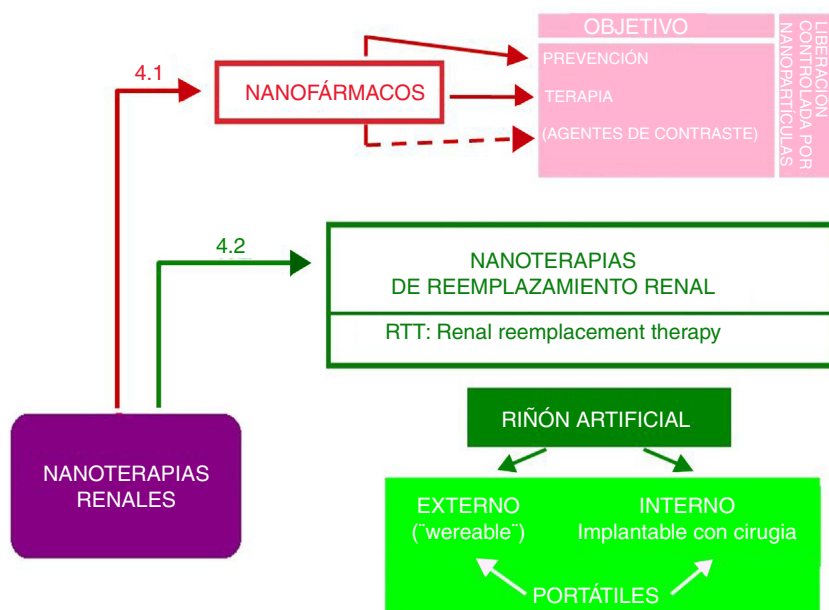 4.1
NANOFÁRMACOS
OBJETIVO
PREVENCIÓN
TERAPIA
(AGENTES DE CONTRASTE)
LIBERACIÓN
CONTROLADA POR
NANOPARTÍCULAS
4.2
NANOTERAPIAS
DE REEMPLAZAMIENTO RENAL
RTT: Renal reemplacement therapy
NANOTERAPIAS
RENALES
RIÑÓN ARTIFICIAL
EXTERNO
(¨wereable¨)
INTERNO
Implantable con cirugia
PORTÁTILES